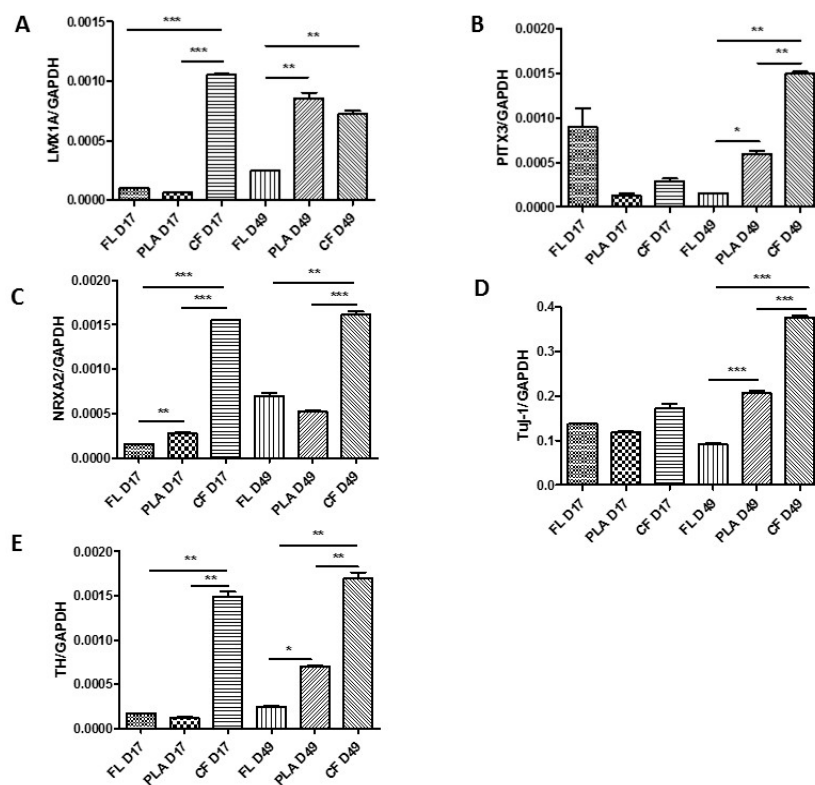 A
LMX1A/GAPDH
0.0015
0.0010
0.0005
0.0000
***
***
**
**
FL D17
PLA D17
CF D17
FL D49
PLA D49
CF D49
B
PITX3/GAPDH
0.0020
0.0015
0.0010
0.0005
0.0000
**
**
*
FL D17
PLA D17
CF D17
FL D49
PLA D49
CF D49
C
NRXA2/GAPDH
0.0020
0.0015
0.0010
0.0005
0.0000
***
***
**
**
***
FL D17
PLA D17
CF D17
FL D49
PLA D49
CF D49
D
Tuj-1/GAPDH
0.4
0.3
0.2
0.1
0.0
***
***
***
FL D17
PLA D17
CF D17
FL D49
PLA D49
CF D49
E
TH/GAPDH
0.0020
0.0015
0.0010
0.0005
0.0000
**
**
**
**
*
FL D17
PLA D17
CF D17
FL D49
PLA D49
CF D49